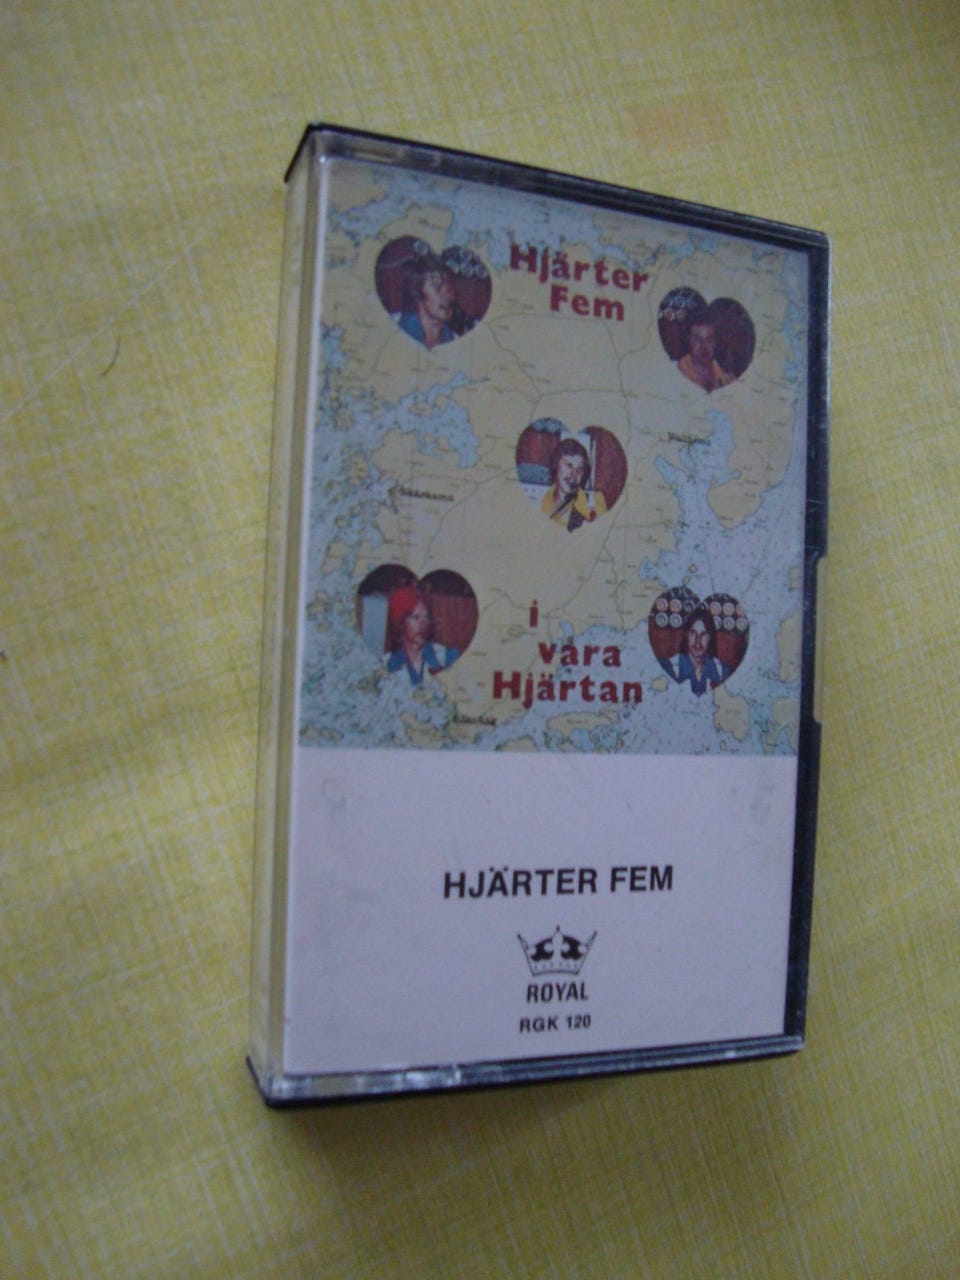 Hjärter
Fem
i
våra
Hjärtan
HJÄRTER FEM
ROYAL
RGK 120